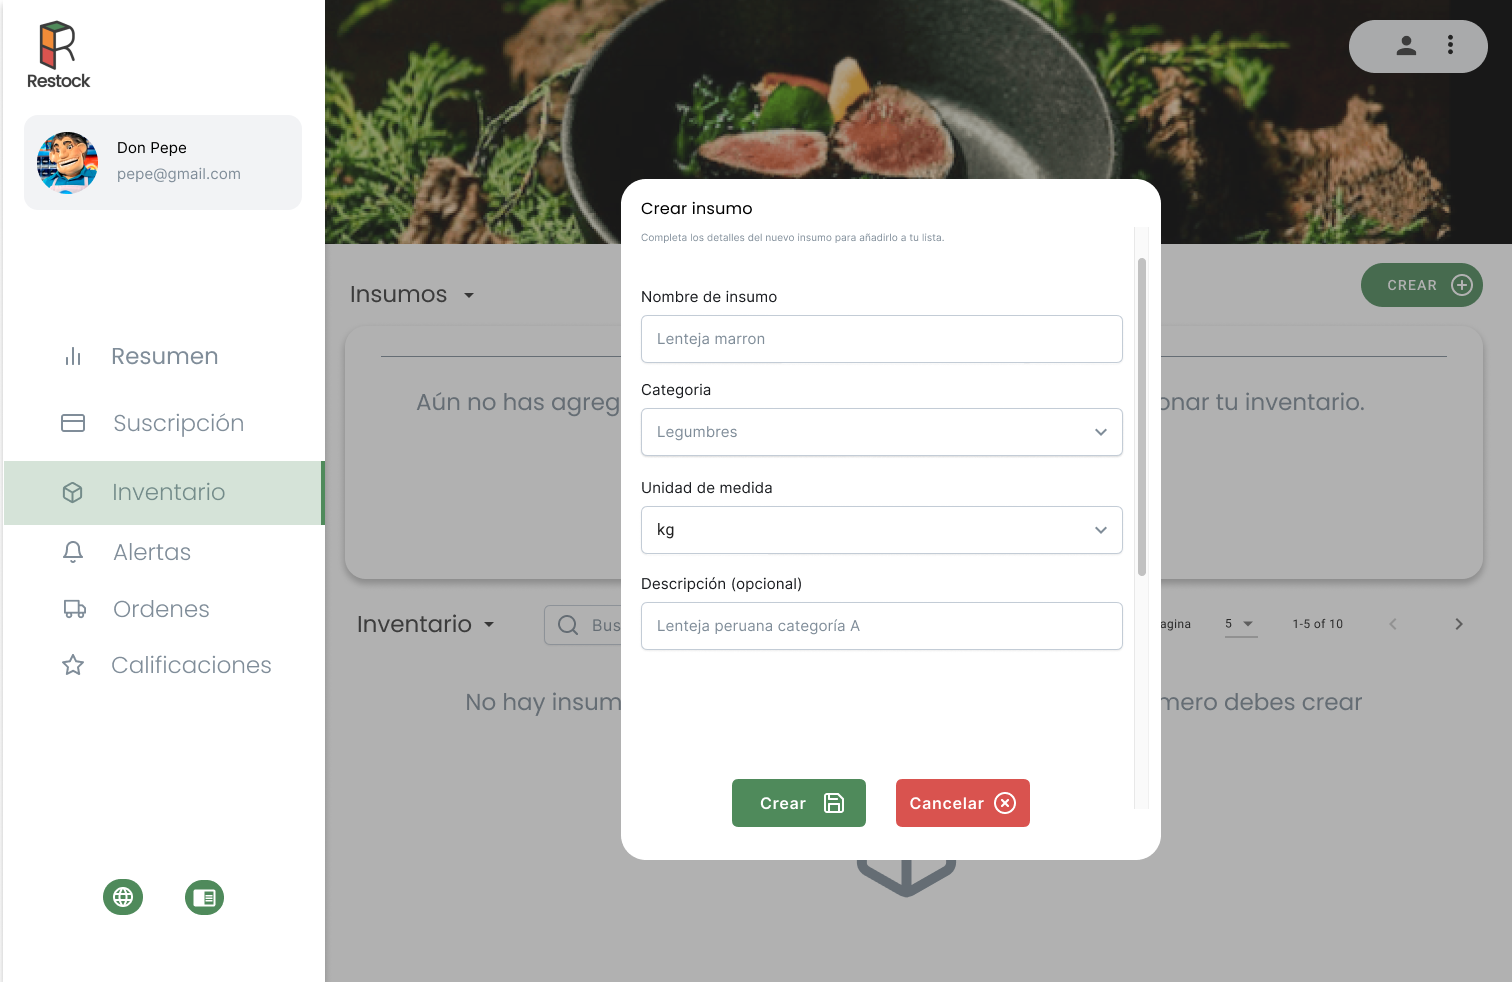 Restock
Don Pepe
pepe@gmail.com
Resumen
Suscripción
Inventario
Alertas
Ordenes
Calificaciones
Insumos
CREAR
Aún no has agreg
onar tu inventario.
Inventario
Bus
agina
5
1-5 of 10
No hay insum
mero debes crear
Crear insumo
Completa los detalles del nuevo insumo para añadirlo a tu lista.
Nombre de insumo
Lenteja marron
Categoria
Legumbres
Unidad de medida
kg
Descripción (opcional)
Lenteja peruana categoría A
Crear
Cancelar